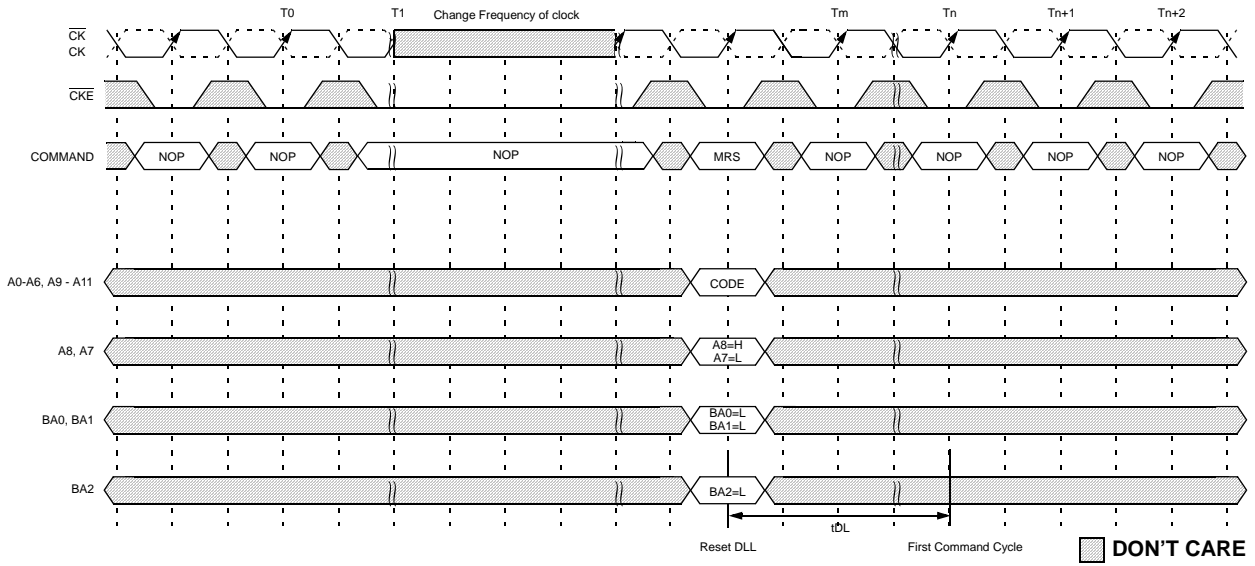 T0 T1 Change Frequency of clock Tm Tn Tn+1 Tn+2
CK
CK
CKE
COMMAND NOP NOP NOP MRS NOP NOP NOP NOP
A0-A6, A9 - A11 CODE
A8, A7 A8=H
A7=L
BA0, BA1 BA0=L
BA1=L
BA2 BA2=L
tDL
Reset DLL First Command Cycle DON'T CARE